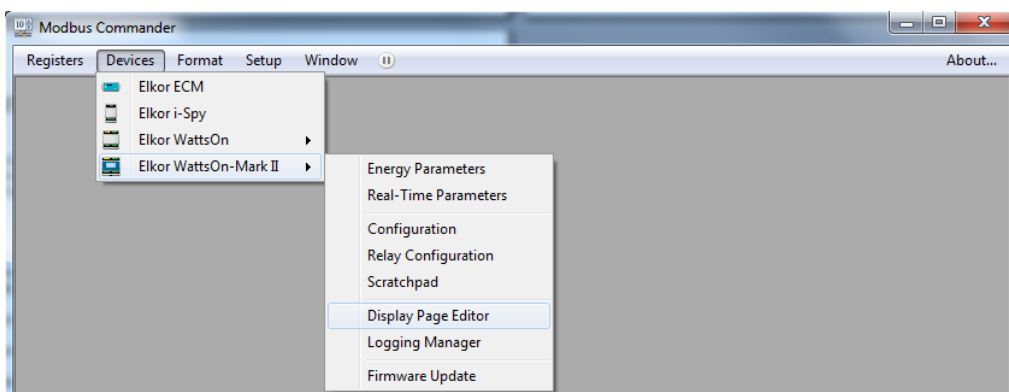 Modbus Commander
Registers Devices Format Setup Window About...
Elkor ECM
Elkor i-Spy
Elkor WattsOn
Elkor WattsOn-Mark II
Energy Parameters
Real-Time Parameters
Configuration
Relay Configuration
Scratchpad
Display Page Editor
Logging Manager
Firmware Update